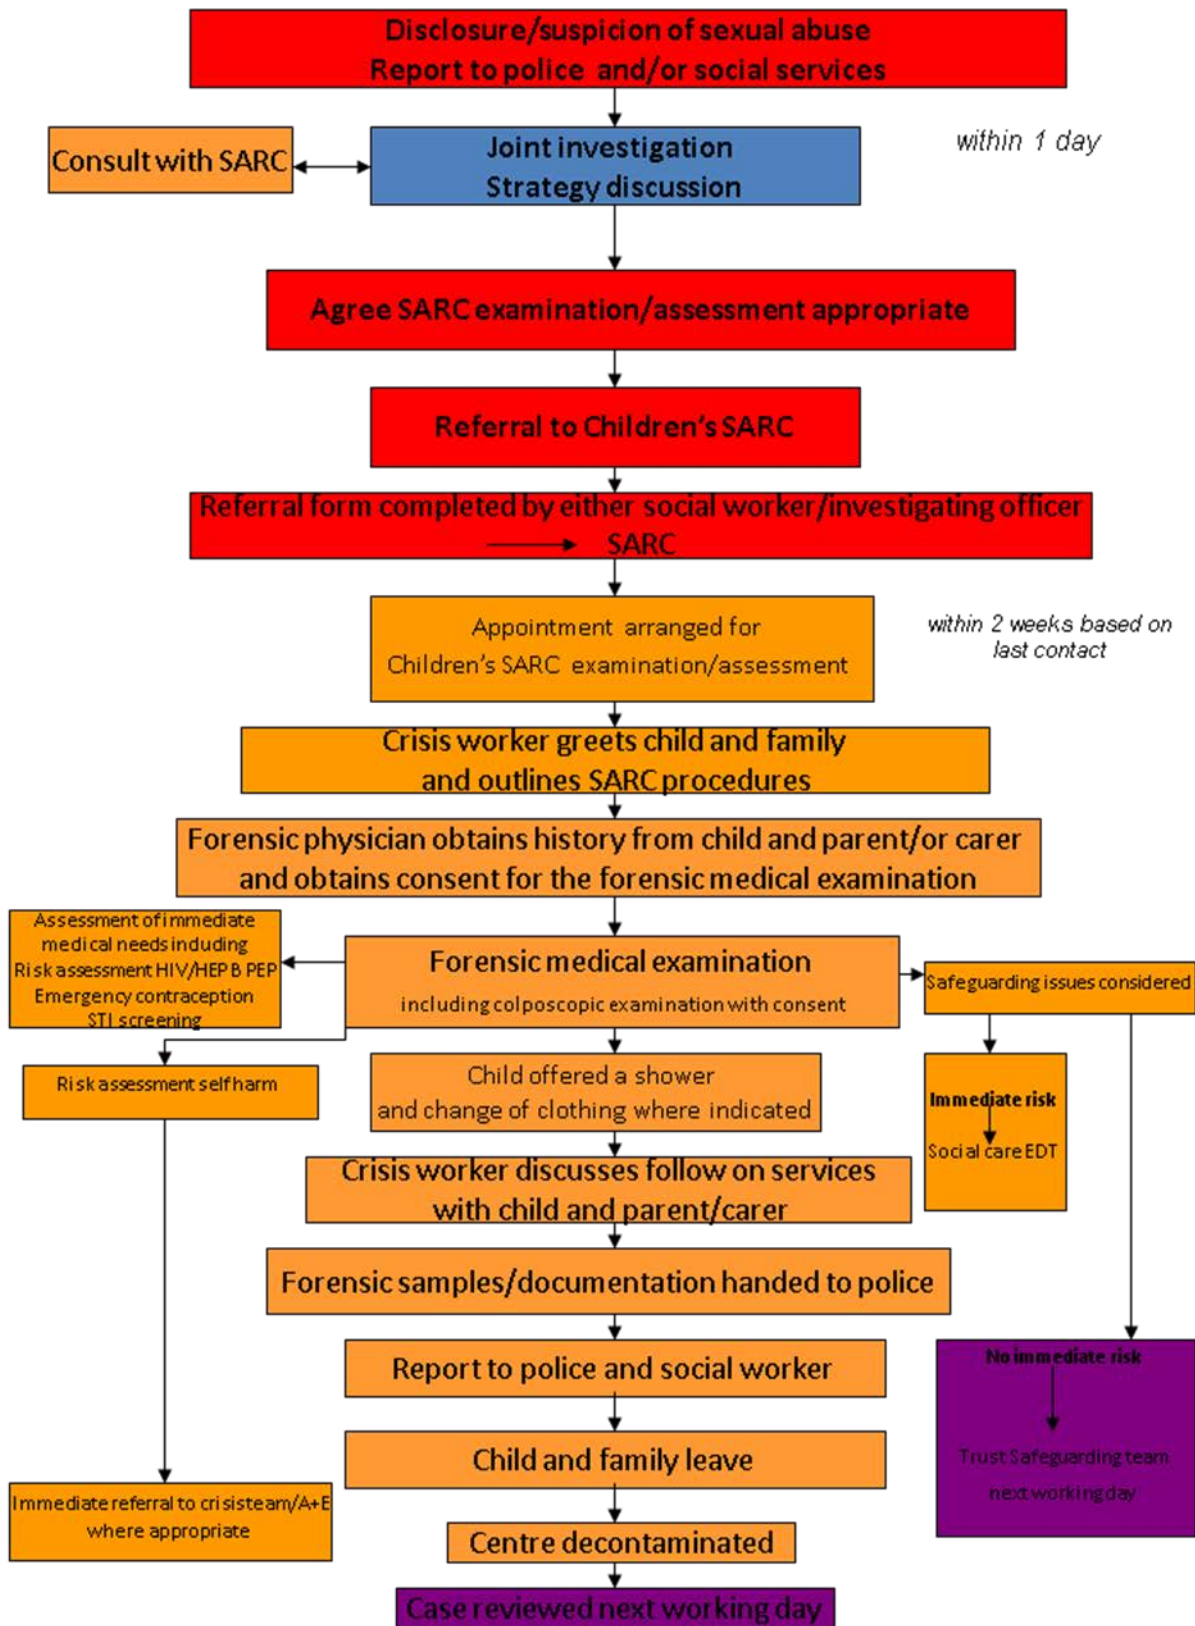 Disclosure/suspicion of sexual abuse
Report to police and/or social services
within 1 day
Consult with SARC
Joint investigation
Strategy discussion
Agree SARC examination/assessment appropriate
Referral to Children's SARC
Referral form completed by either social worker/investigating officer
SARC
Appointment arranged for
Children's SARC examination/assessment
within 2 weeks based on
last contact
Crisis worker greets child and family
and outlines SARC procedures
Forensic physician obtains history from child and parent/or carer
and obtains consent for the forensic medical examination
Assessment of immediate
medical needs including
Risk assessment HIV/HEP B PEP
Emergency contraception
STI screening
Forensic medical examination
including colposcopic examination with consent
Safeguarding issues considered
Risk assessment self harm
Child offered a shower
and change of clothing where indicated
Immediate risk
Social care EDT
Crisis worker discusses follow on services
with child and parent/carer
Forensic samples/documentation handed to police
Report to police and social worker
No immediate risk
Trust Safeguarding team
next working day
Child and family leave
Immediate referral to crisis team/A+E
where appropriate
Centre decontaminated
Case reviewed next working day